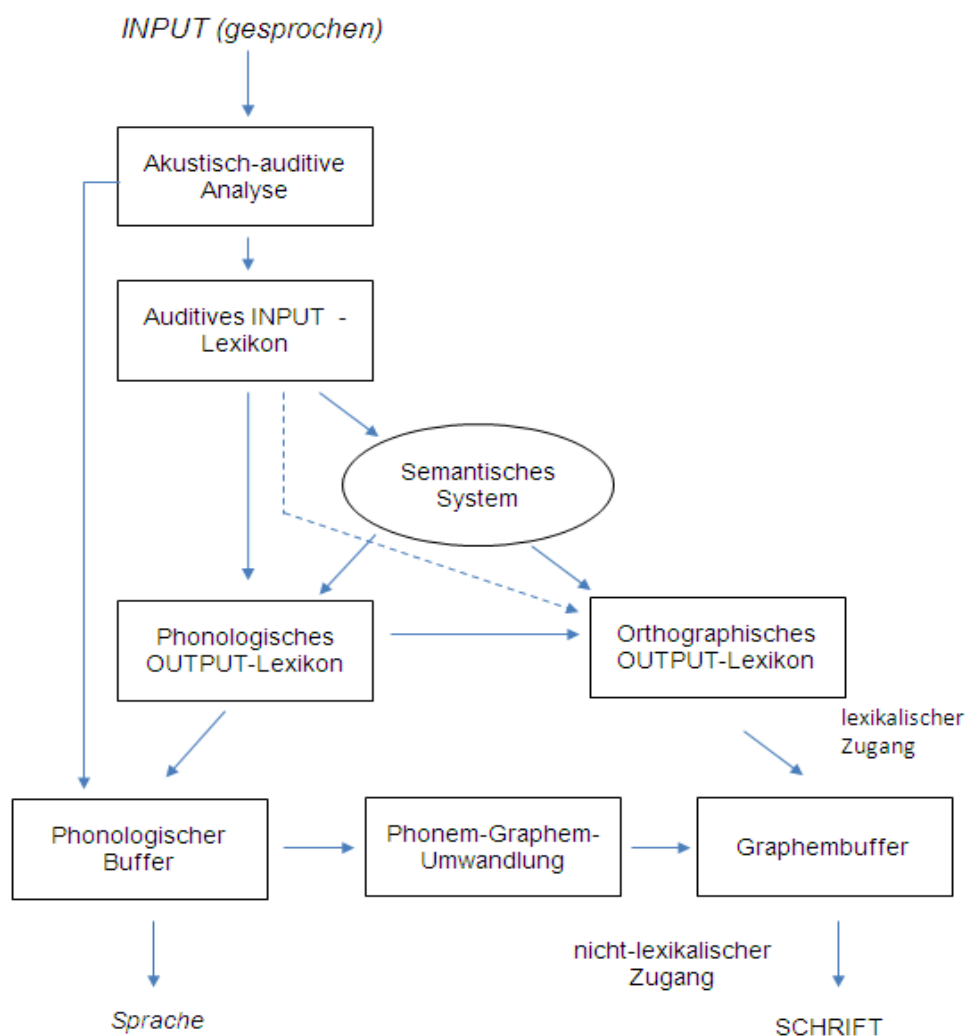 INPUT (gesprochen)
Akustisch-auditive
Analyse
Auditives INPUT -
Lexikon
Semantisches
System
Phonologisches
OUTPUT-Lexikon
Orthographisches
OUTPUT-Lexikon
lexikalischer
Zugang
Phonologischer
Buffer
Phonem-Graphem-
Umwandlung
Graphembuffer
nicht-lexikalischer
Zugang
Sprache
SCHRIFT